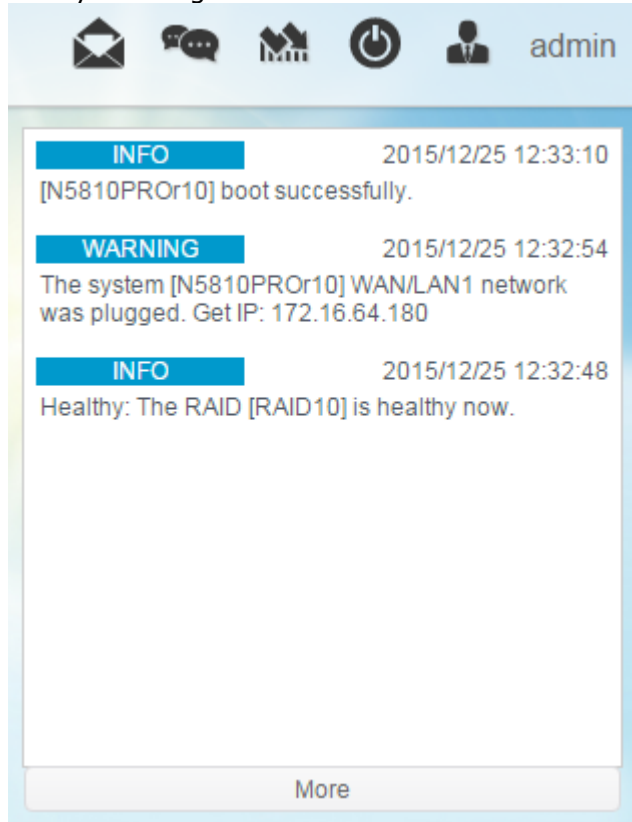 admin
INFO 2015/12/25 12:33:10
[N5810PROr10] boot successfully.
WARNING 2015/12/25 12:32:54
The system [N5810PROr10] WAN/LAN1 network
was plugged. Get IP: 172.16.64.180
INFO 2015/12/25 12:32:48
Healthy: The RAID [RAID10] is healthy now.
More